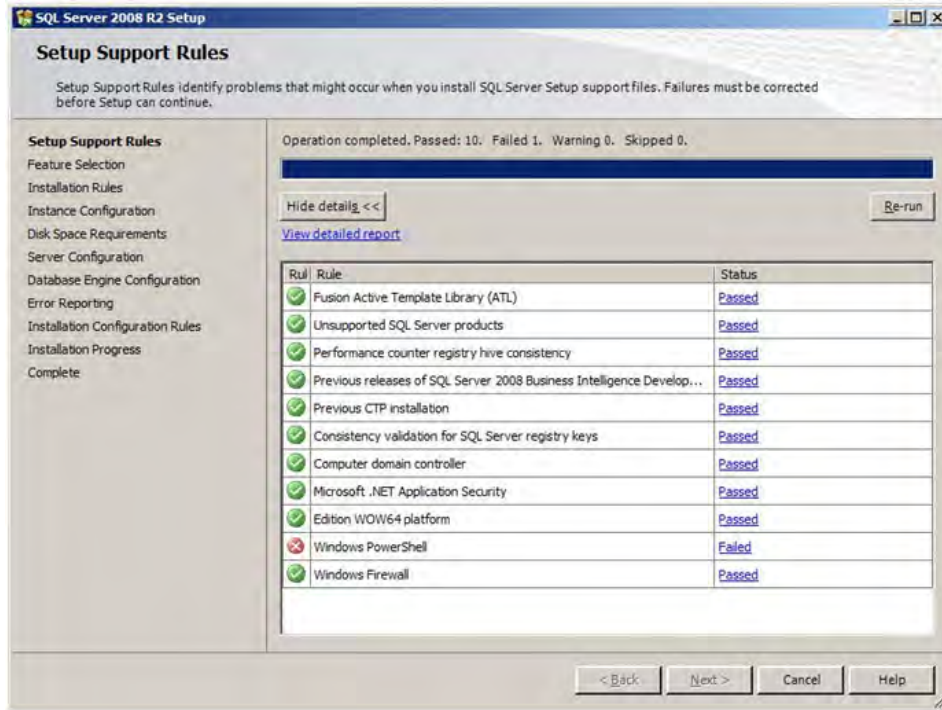 SQL Server 2008 R2 Setup
Setup Support Rules
Setup Support Rules identify problems that might occur when you install SQL Server Setup support files. Failures must be corrected
before Setup can continue.
Setup Support Rules
Feature Selection
Installation Rules
Instance Configuration
Disk Space Requirements
Server Configuration
Database Engine Configuration
Error Reporting
Installation Configuration Rules
Installation Progress
Complete
Operation completed. Passed: 10. Failed 1. Warning 0. Skipped 0.
Hide details <<
Re-run
View detailed report
Rul Rule Status
Fusion Active Template Library (ATL) Passed
Unsupported SQL Server products Passed
Performance counter registry hive consistency Passed
Previous releases of SQL Server 2008 Business Intelligence Develop... Passed
Previous CTP installation Passed
Consistency validation for SQL Server registry keys Passed
Computer domain controller Passed
Microsoft .NET Application Security Passed
Edition WOW64 platform Passed
Windows PowerShell Failed
Windows Firewall Passed
< Back Next > Cancel Help